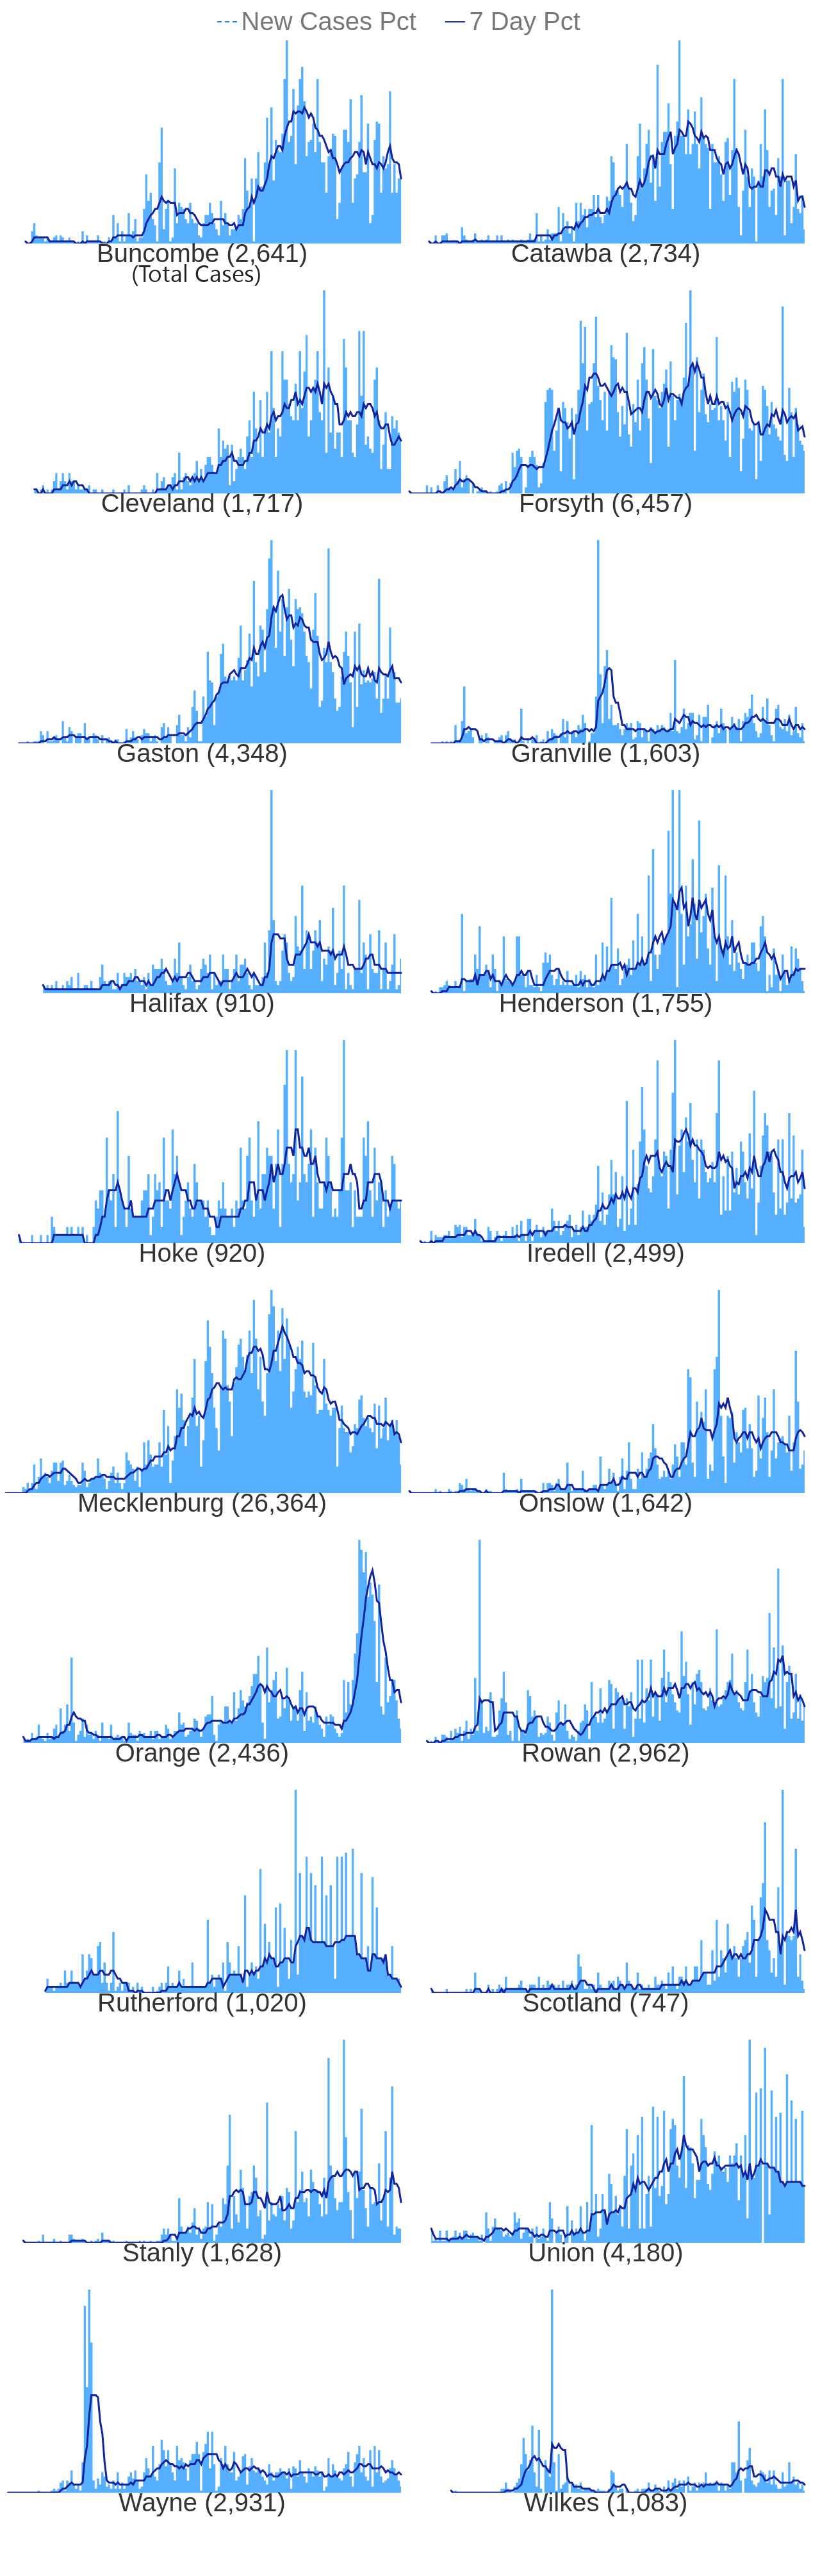 New Cases Pct 7 Day Pct
Buncombe (2,641) Catawba (2,734)
(Total Cases)
Cleveland (1,717) Forsyth (6,457)
Gaston (4,348) Granville (1,603)
Halifax (910) Henderson (1,755)
Hoke (920) Iredell (2,499)
Mecklenburg (26,364) Onslow (1,642)
Orange (2,436) Rowan (2,962)
Rutherford (1,020) Scotland (747)
Stanly (1,628) Union (4,180)
Wayne (2,931) Wilkes (1,083)